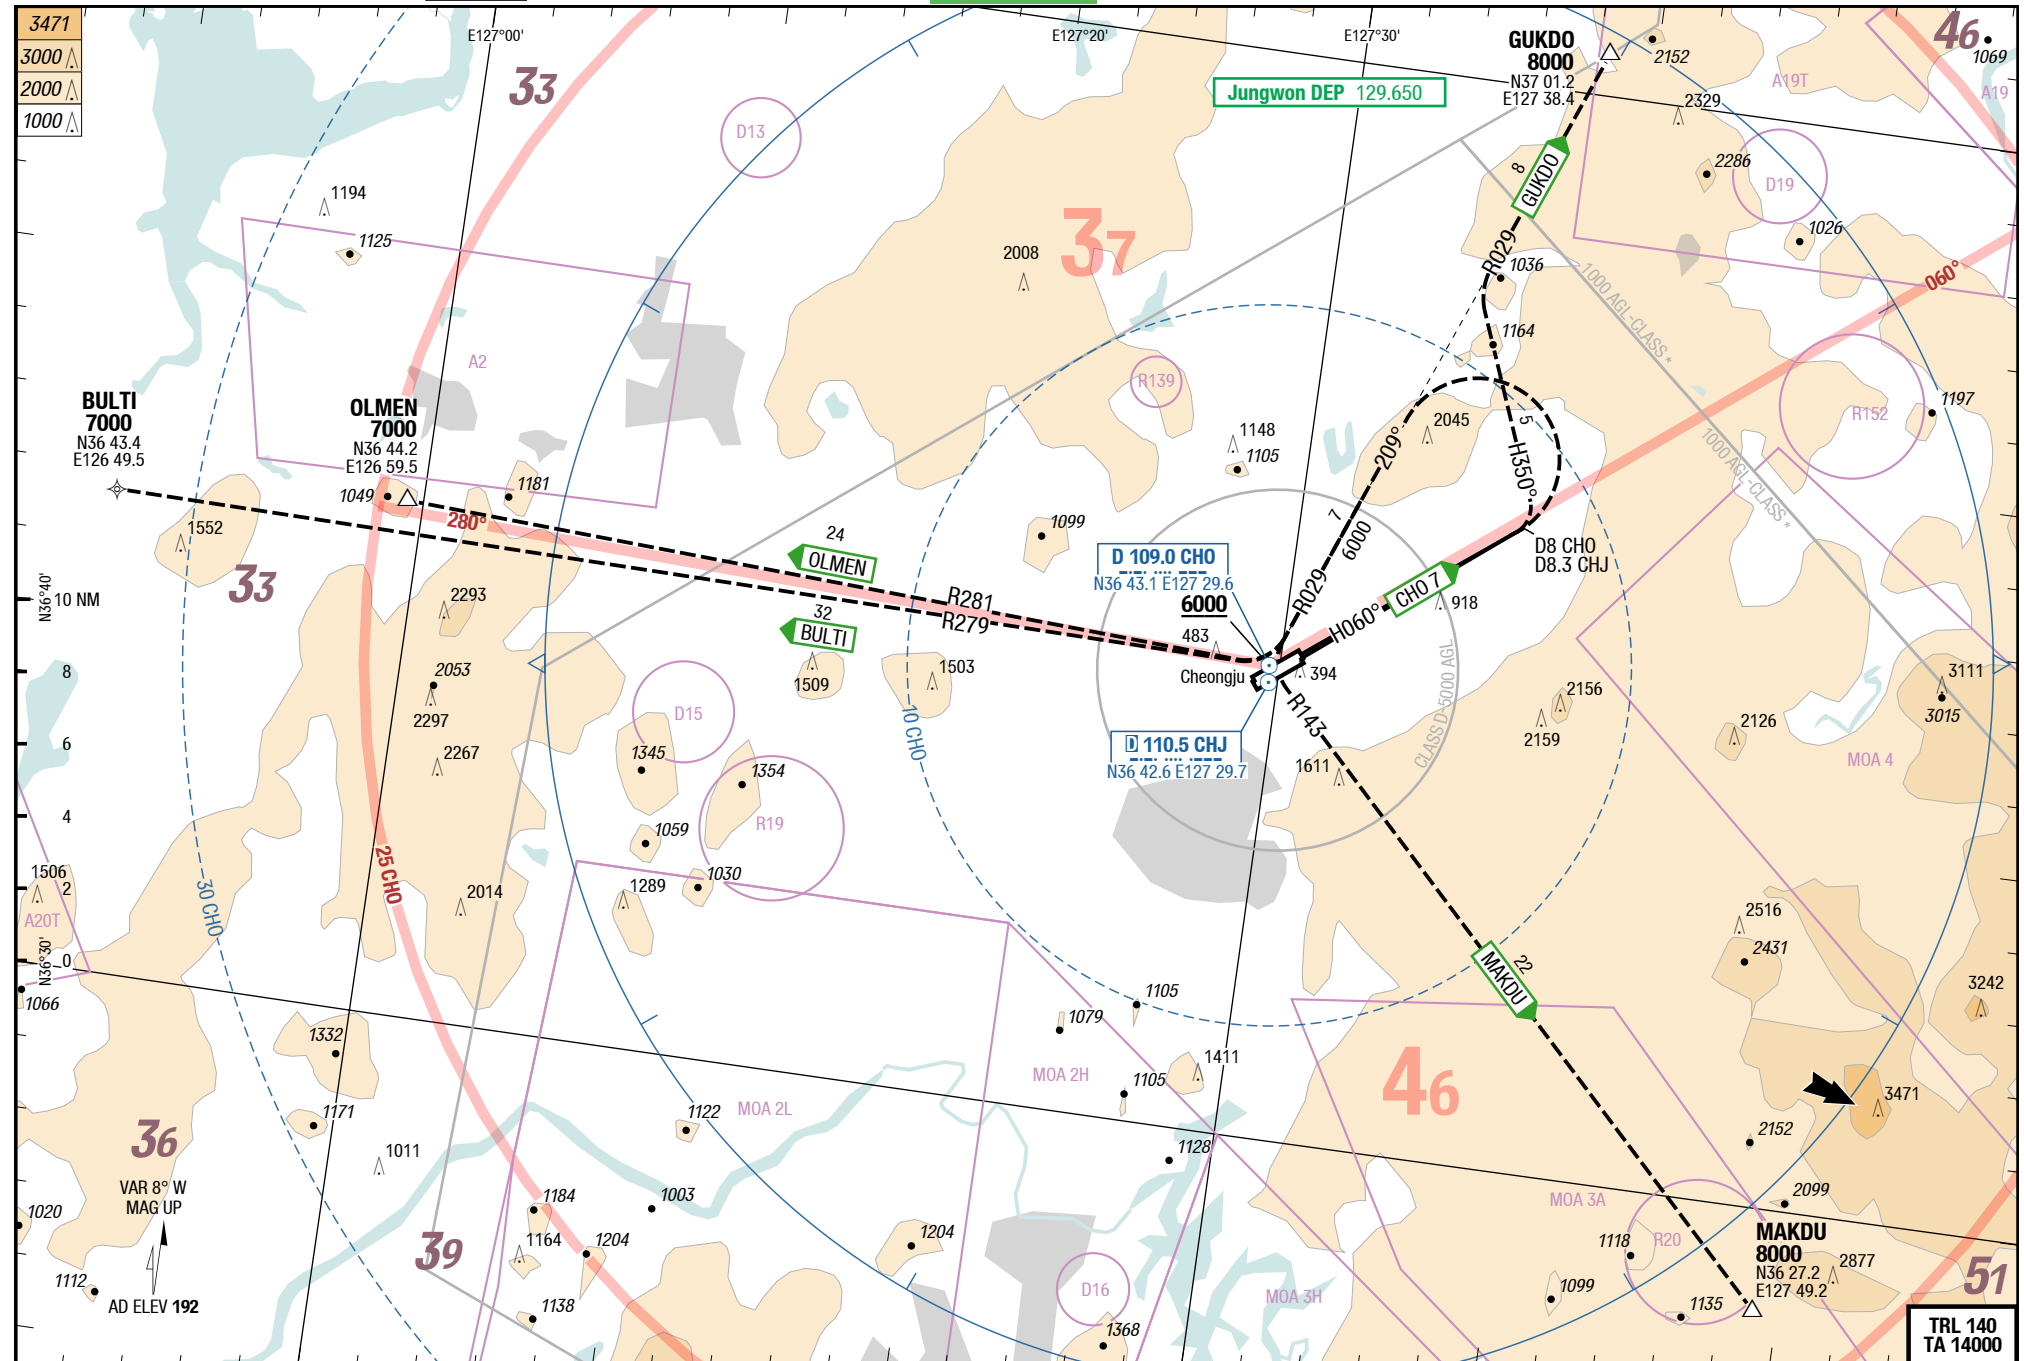 3471
3000
2000
1000
E127°00'
E127°20'
E127°30'
33
GUKDO
8000
N37 01.2
E127 38.4
2152
46
1069
A19T
A19
Jungwon DEP 129.650
2329
D13
2286
D19
8
GUKDO
1194
1125
2008
37
R029
1036
1026
1000 AGL-CLASS *
060°
1164
A2
R139
BULTI
7000
N36 43.4
E126 49.5
OLMEN
7000
N36 44.2
E126 59.5
2045
5
R152
1197
1148
1105
209°
H350°
1000 AGL-CLASS *
1049
1181
280°
1552
1099
7
6000
24
OLMEN
D8 CHO
D8.3 CHJ
D 109.0 CHO
N36 43.1 E127 29.6
33
N36°40'
10 NM
2293
R281
R279
32
BULTI
6000
R029
H060°
CHO 7
918
483
Cheongju
394
8
2053
2297
1509
1503
R143
CLASS D-5000 AGL
3111
3015
2156
2159
2126
D15
10 CHO
6
D 110.5 CHJ
N36 42.6 E127 29.7
2267
1345
1354
1611
MOA 4
4
R19
1059
25 CHO
1506
2
1030
1289
2014
30 CHO
A20T
N36°30'
0
2516
2431
22
MAKDU
1066
3242
1105
1079
1332
1411
MOA 2H
1105
46
3471
1171
1122
MOA 2L
2152
1128
36
1011
VAR 8° W
MAG UP
1184
1003
MOA 3A
2099
1020
1204
1164
1204
39
1118
R20
MAKDU
8000
N36 27.2
E127 49.2
2877
51
1112
AD ELEV 192
D16
MOA 3H
1099
1135
1138
1368
TRL 140
TA 14000